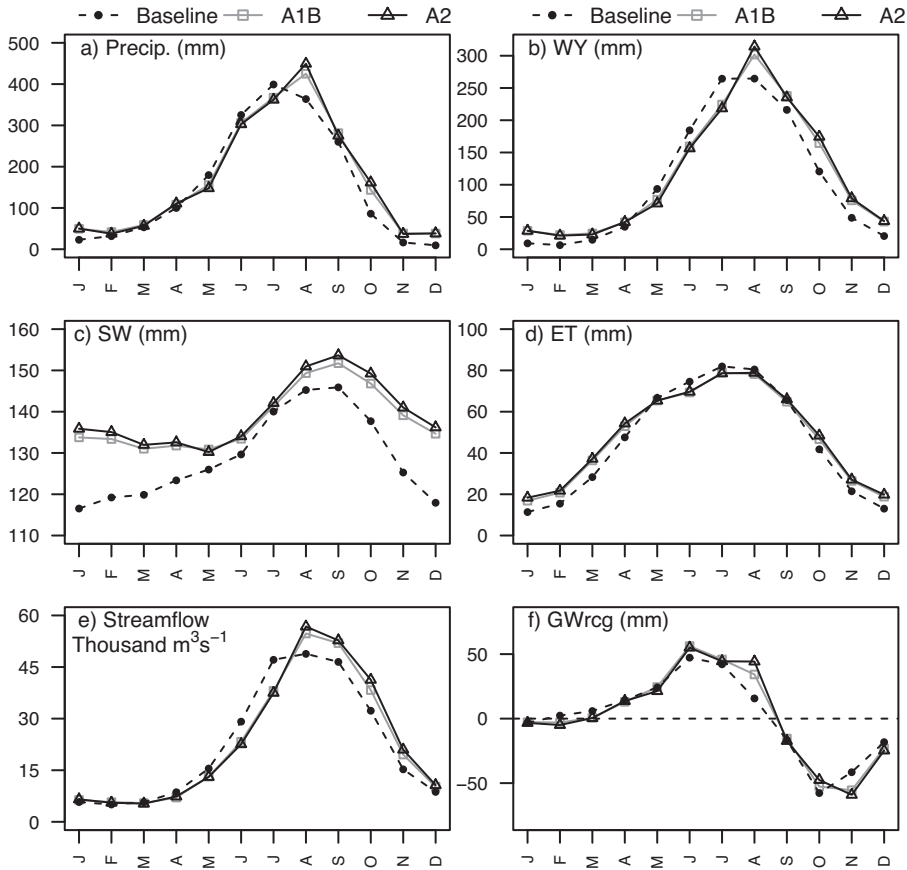 Baseline A1B A2
Baseline A1B A2
a) Precip. (mm)
500
400
300
200
100
0
J F M A M J J A S O N D
b) WY (mm)
300
250
200
150
100
50
0
J F M A M J J A S O N D
c) SW (mm)
160
150
140
130
120
110
J F M A M J J A S O N D
d) ET (mm)
100
80
60
40
20
0
J F M A M J J A S O N D
e) Streamflow
Thousand m³s⁻¹
60
45
30
15
0
J F M A M J J A S O N D
f) GWrcg (mm)
50
0
−50
J F M A M J J A S O N D